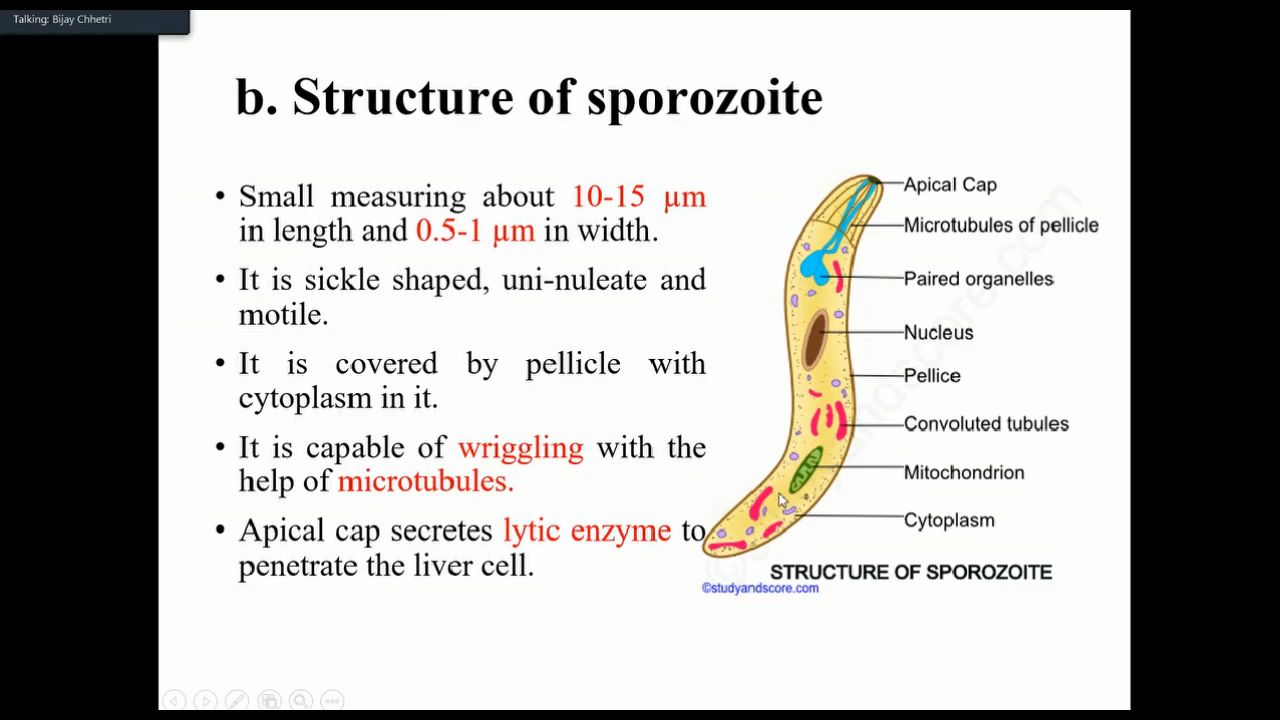 Talking: Bijay Chhetri
b. Structure of sporozoite
• Small measuring about 10-15 µm
in length and 0.5-1 µm in width.
• It is sickle shaped, uni-nuleate and
motile.
• It is covered by pellicle with
cytoplasm in it.
• It is capable of wriggling with the
help of microtubules.
• Apical cap secretes lytic enzyme to
penetrate the liver cell.
Apical Cap
Microtubules of pellicle
Paired organelles
Nucleus
Pellice
Convoluted tubules
Mitochondrion
Cytoplasm
STRUCTURE OF SPOROZOITE
©studyandscore.com